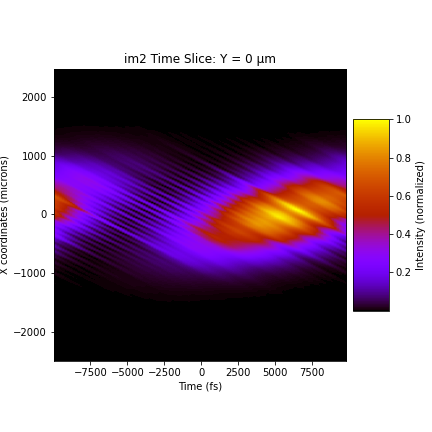 im2 Time Slice: Y = 0 μm
X coordinates (microns)
2000
1000
0
−1000
−2000
−7500 −5000 −2500 0 2500 5000 7500
Time (fs)
1.0
0.8
0.6
0.4
0.2
Intensity (normalized)